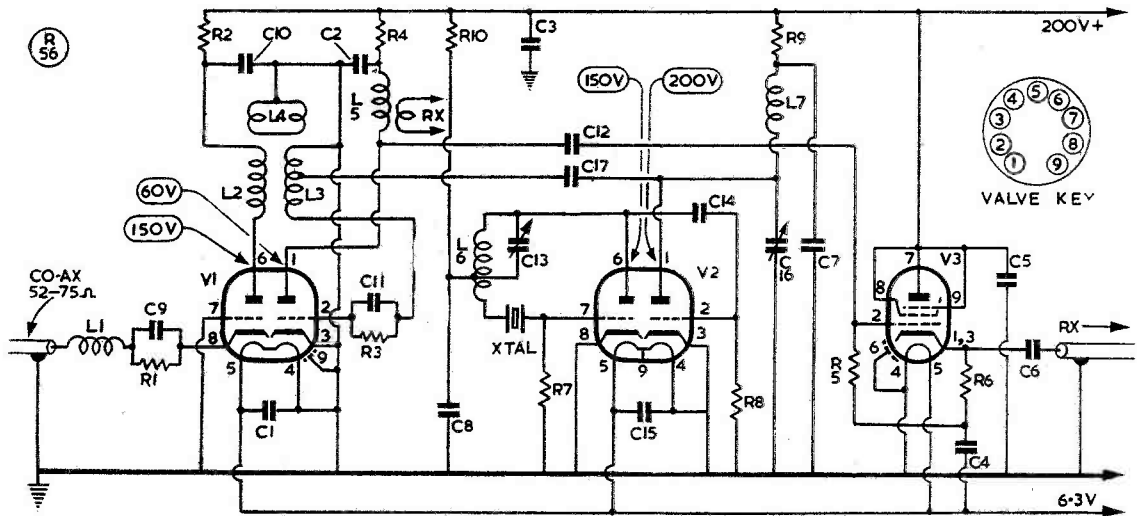 R
56
R2
C10
C2
R4
R10
C3
R9
200V+
150V
200V
L4
L
5
RX
L7
C12
C17
L2
L3
60V
150V
5
4
6
3
7
2
8
1
9
VALVE KEY
C14
L
6
C13
C
16
C7
CO-AX
52-75Ω
V1
6
1
C11
6
1
V2
7
V3
C5
8
9
L1
C9
7
2
7
2
2
RX
8
3
R3
XTAL
8
3
6
1,3
R1
9
5
4
R7
5
9
4
R8
R
5
4
5
R6
C6
C1
C8
C15
C4
6·3V